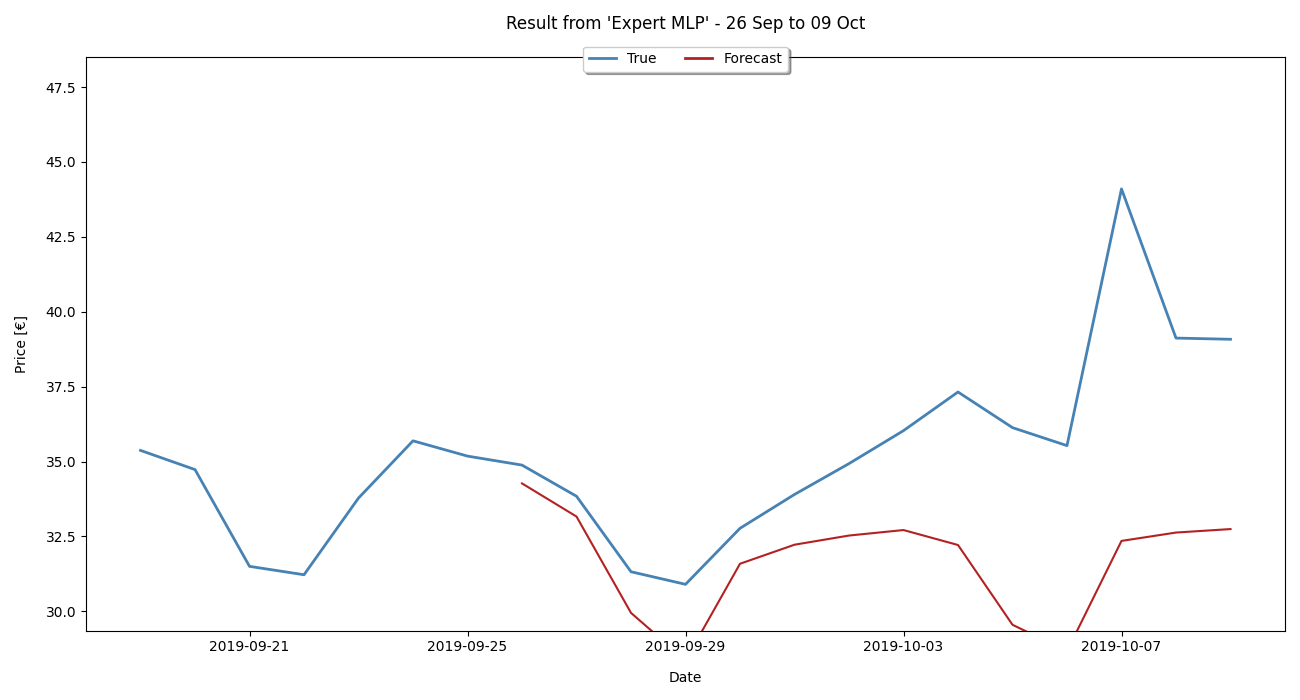 Result from 'Expert MLP' - 26 Sep to 09 Oct
True Forecast
47.5
45.0
42.5
40.0
37.5
35.0
32.5
30.0
Price [€]
2019-09-21 2019-09-25 2019-09-29 2019-10-03 2019-10-07
Date